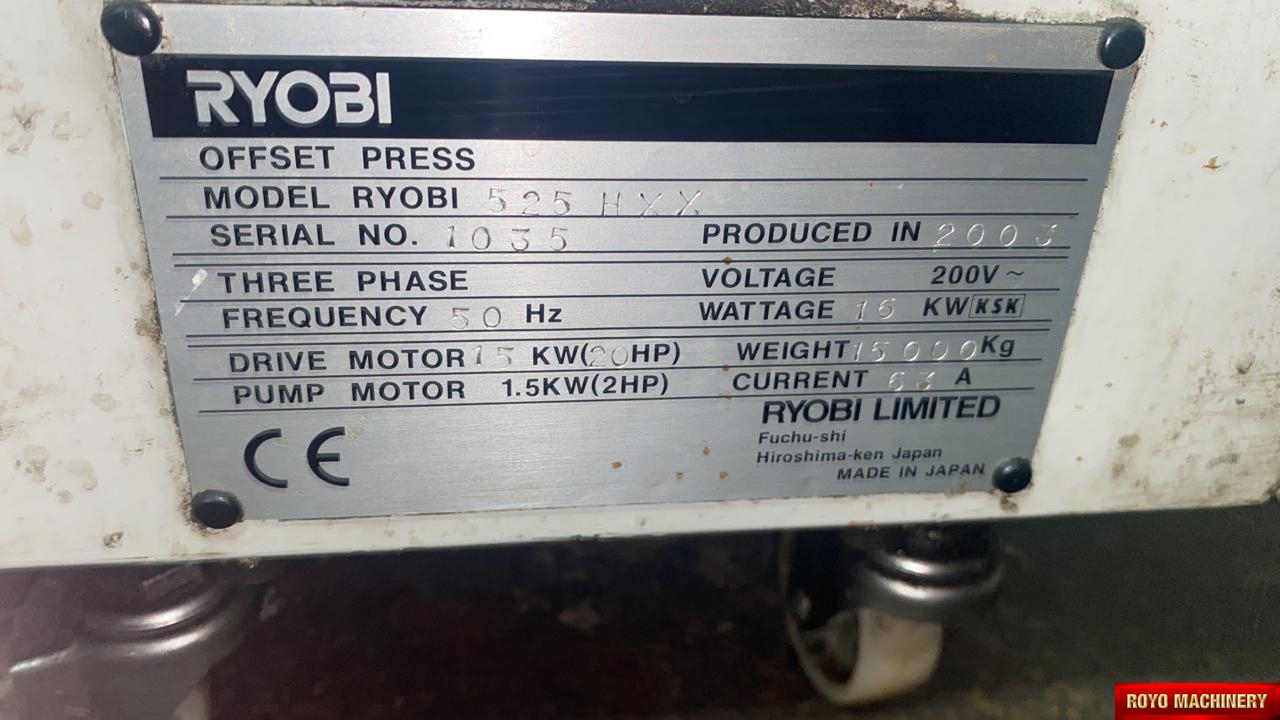 RYOBI
OFFSET PRESS
MODEL RYOBI 525 HXX
SERIAL NO. 1035 PRODUCED IN 2003
THREE PHASE VOLTAGE 200V~
FREQUENCY 50 Hz WATTAGE 16 KW KSK
DRIVE MOTOR 15 KW(20HP) WEIGHT 15000Kg
PUMP MOTOR 1.5KW(2HP) CURRENT 63 A
RYOBI LIMITED
Fuchu-shi
Hiroshima-ken Japan
MADE IN JAPAN
CE
ROYO MACHINERY